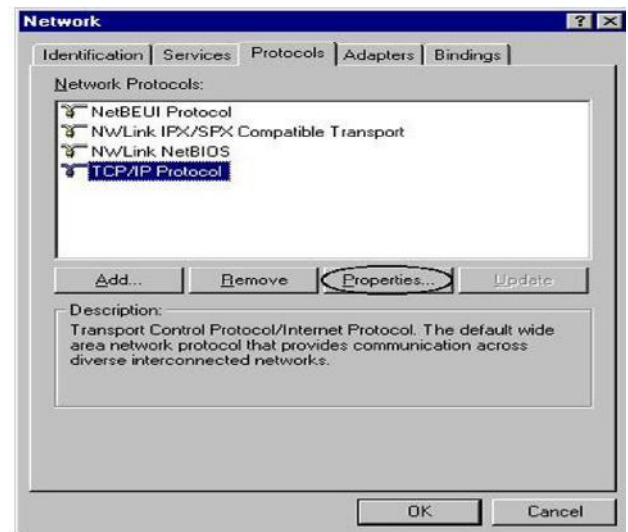 Network
Identification Services Protocols Adapters Bindings
Network Protocols:
NetBEUI Protocol
NWLink IPX/SPX Compatible Transport
NWLink NetBIOS
TCP/IP Protocol
Add... Remove Properties... Update
Description:
Transport Control Protocol/Internet Protocol. The default wide
area network protocol that provides communication across
diverse interconnected networks.
OK Cancel